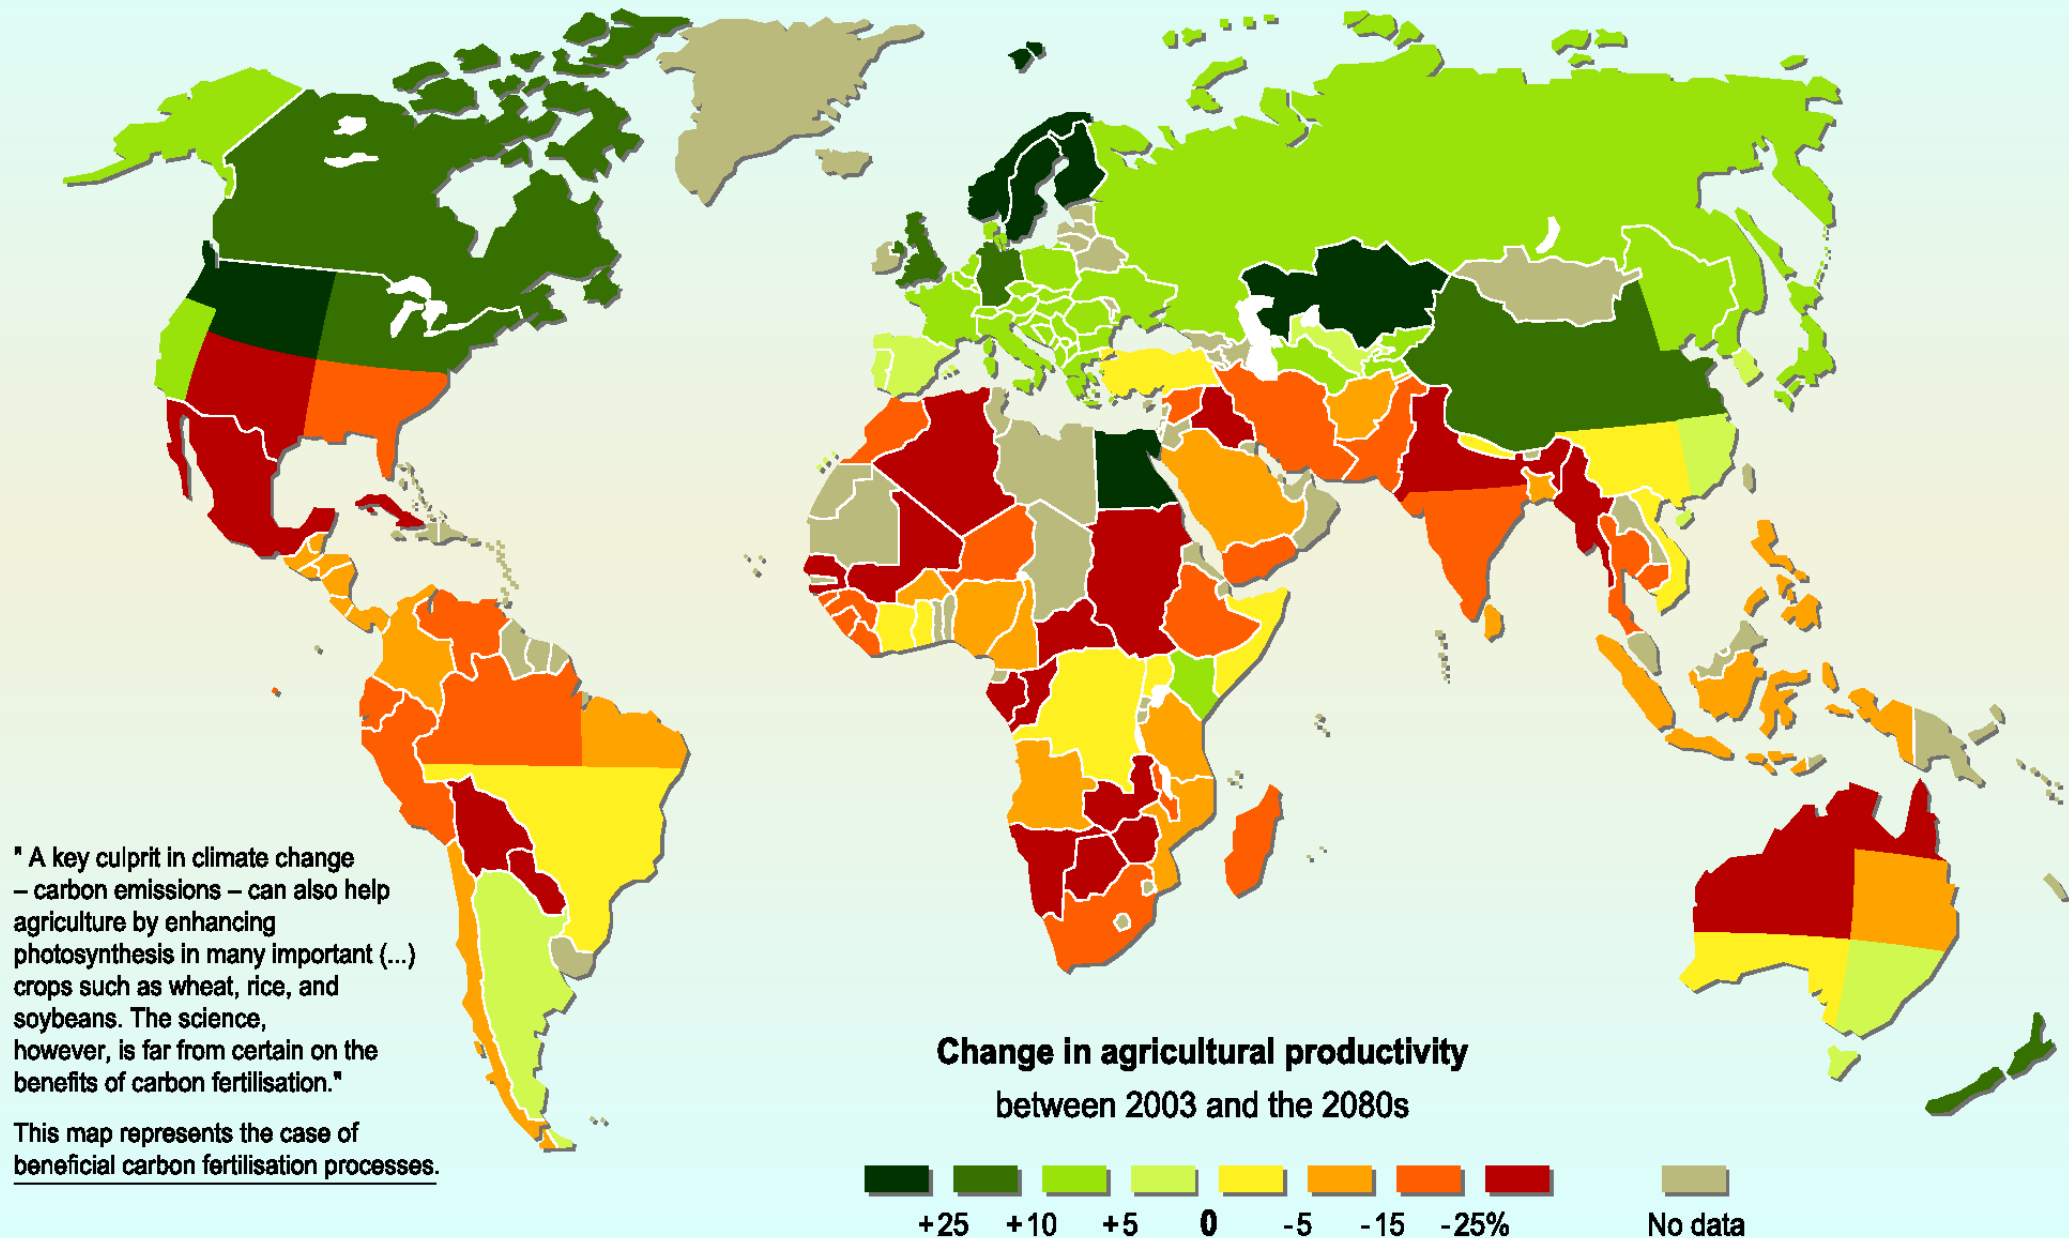 " A key culprit in climate change
– carbon emissions – can also help
agriculture by enhancing
photosynthesis in many important (...)
crops such as wheat, rice, and
soybeans. The science,
however, is far from certain on the
benefits of carbon fertilisation."
This map represents the case of
beneficial carbon fertilisation processes.
Change in agricultural productivity
between 2003 and the 2080s
+25 +10 +5 0 -5 -15 -25% No data